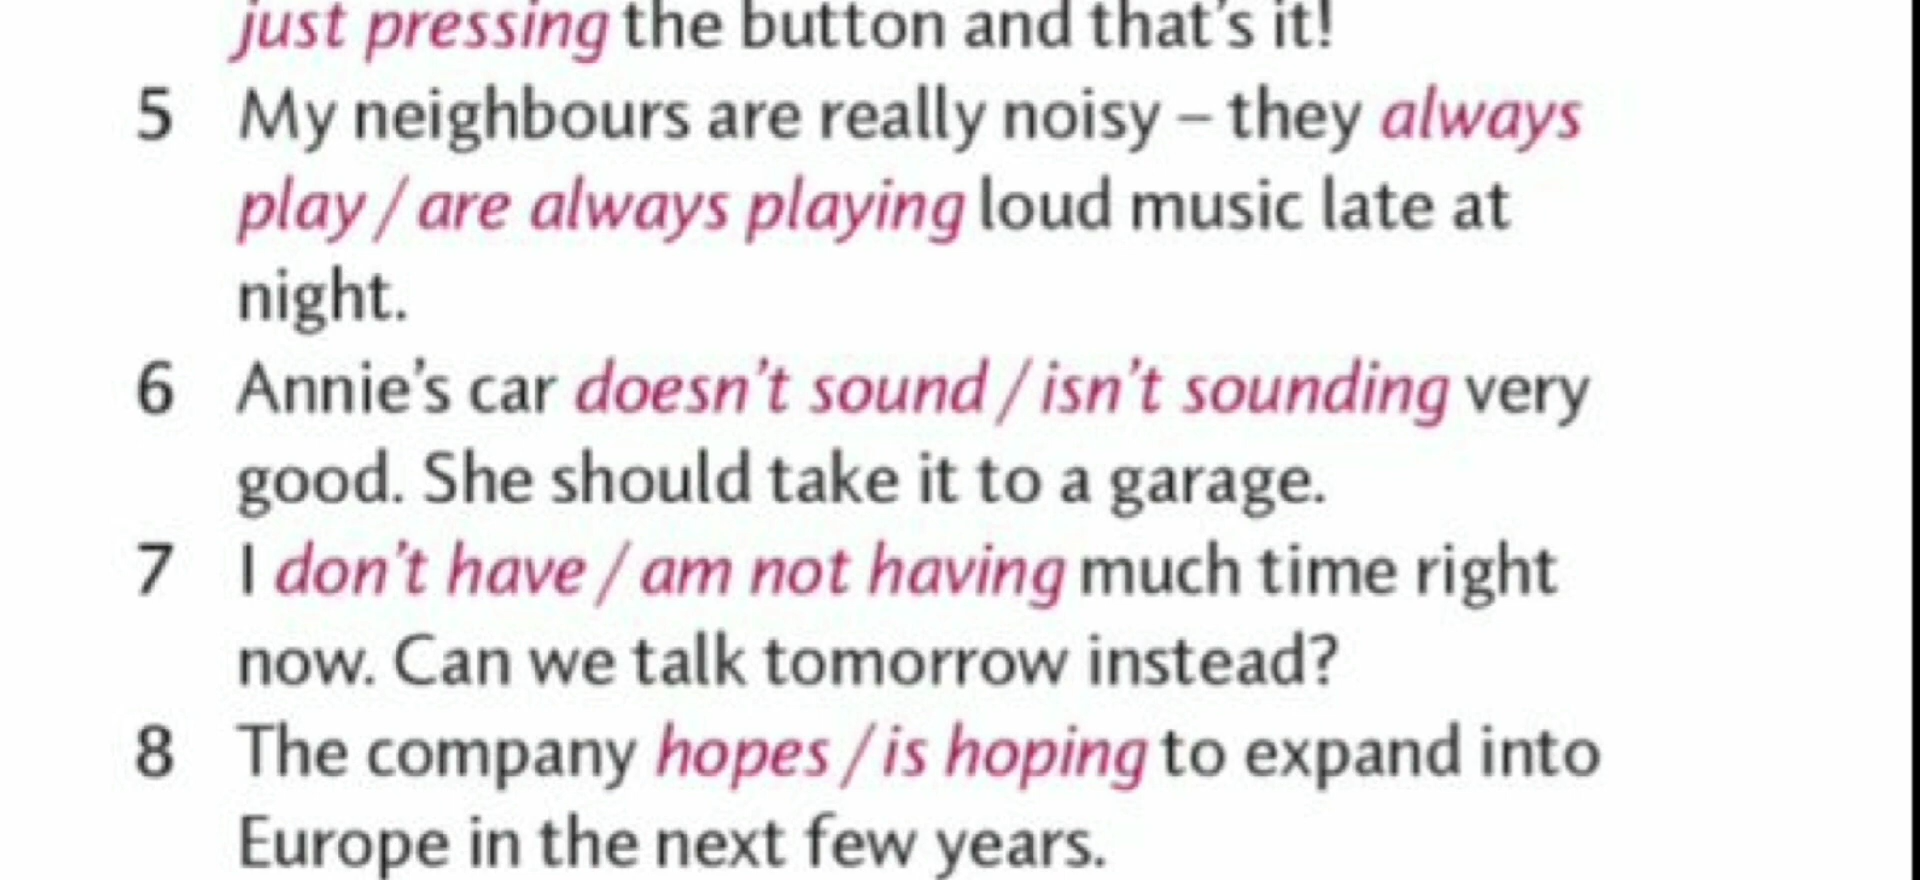 just pressing the button and that's it!
5 My neighbours are really noisy – they always
play / are always playing loud music late at
night.
6 Annie's car doesn't sound / isn't sounding very
good. She should take it to a garage.
7 I don't have / am not having much time right
now. Can we talk tomorrow instead?
8 The company hopes / is hoping to expand into
Europe in the next few years.